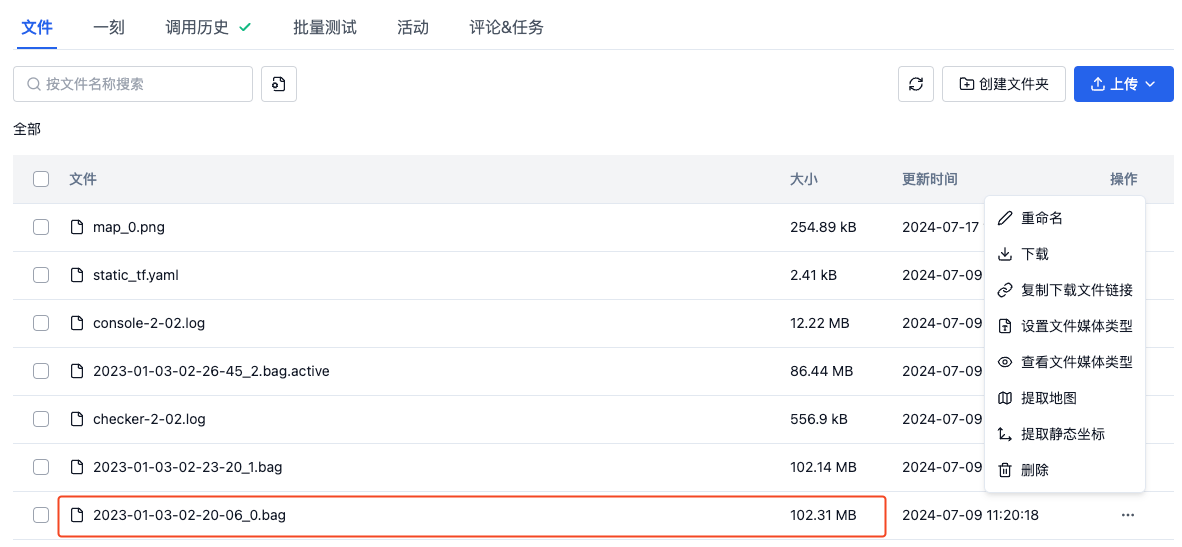 文件 一刻 调用历史 批量测试 活动 评论&任务
按文件名称搜索 创建文件夹 上传
全部
文件 大小 更新时间 操作
map_0.png 254.89 kB 2024-07-17
重命名
下载
static_tf.yaml 2.41 kB 2024-07-09
复制下载文件链接
console-2-02.log 12.22 MB 2024-07-09
设置文件媒体类型
查看文件媒体类型
2023-01-03-02-26-45_2.bag.active 86.44 MB 2024-07-09
提取地图
checker-2-02.log 556.9 kB 2024-07-09
提取静态坐标
2023-01-03-02-23-20_1.bag 102.14 MB 2024-07-09
删除
2023-01-03-02-20-06_0.bag 102.31 MB 2024-07-09 11:20:18